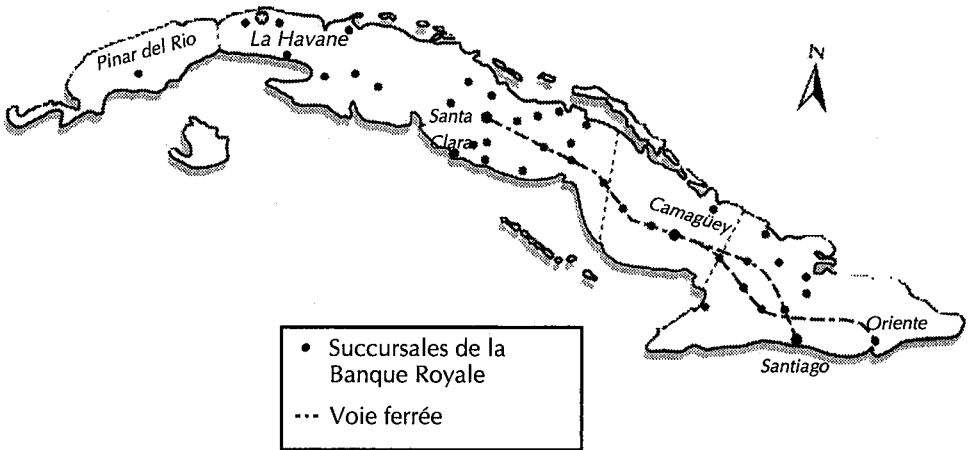 Pinar del Rio
La Havane
N
Santa
Clara
Camagüey
Oriente
Santiago
• Succursales de la
Banque Royale
--- Voie ferrée